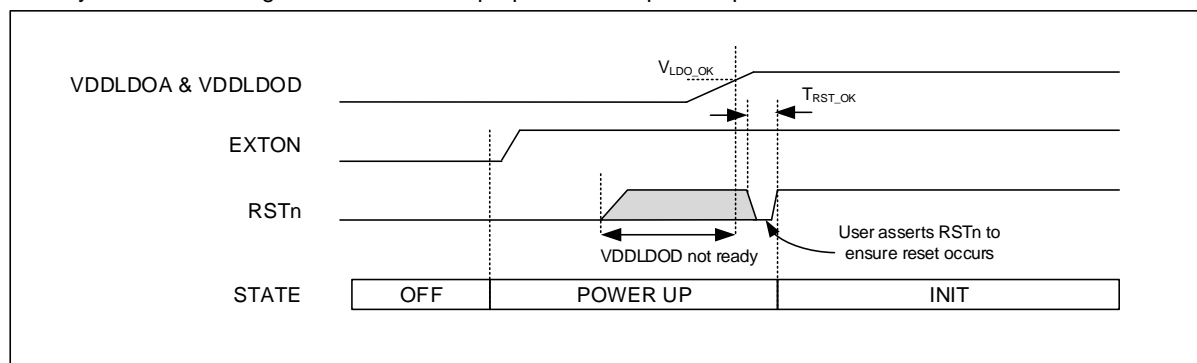 VDDLDOA & VDDLDOD
V_LDO_OK
T_RST_OK
EXTON
RSTn
VDDLDOD not ready
User asserts RSTn to
ensure reset occurs
STATE
OFF
POWER UP
INIT